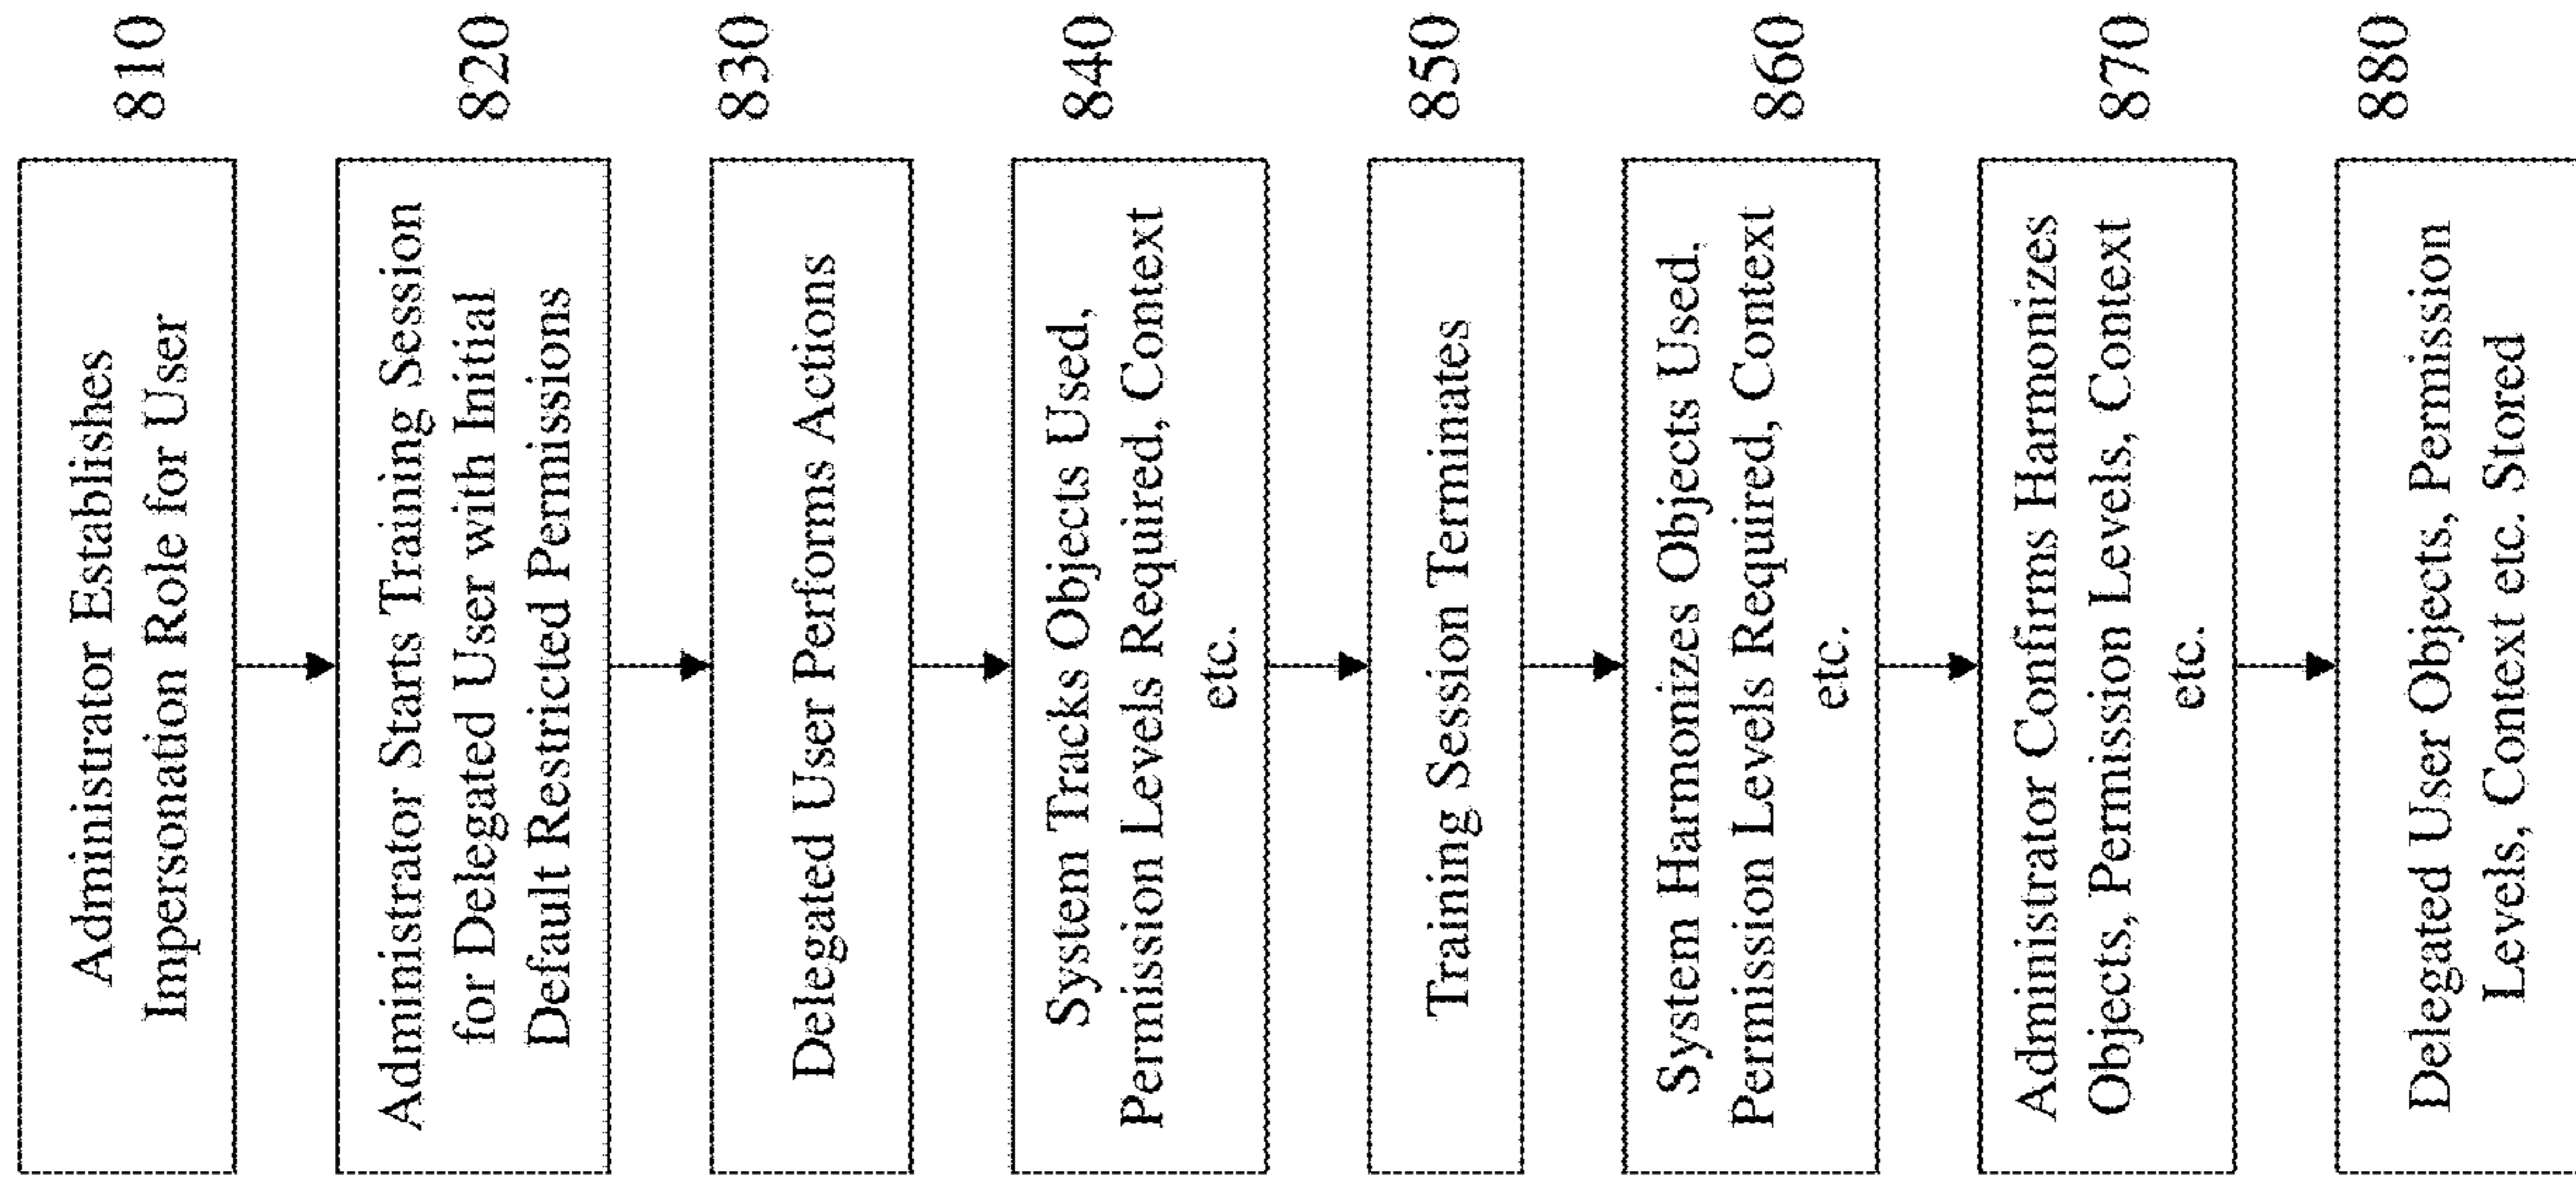 Administrator Establishes
Impersonation Role for User
810
Administrator Starts Training Session
for Delegated User with Initial
Default Restricted Permissions
820
Delegated User Performs Actions
830
System Tracks Objects Used,
Permission Levels Required, Context
etc.
840
Training Session Terminates
850
System Harmonizes Objects Used,
Permission Levels Required, Context
etc.
860
Administrator Confirms Harmonizes
Objects, Permission Levels, Context
etc.
870
Delegated User Objects, Permission
Levels, Context etc. Stored
880